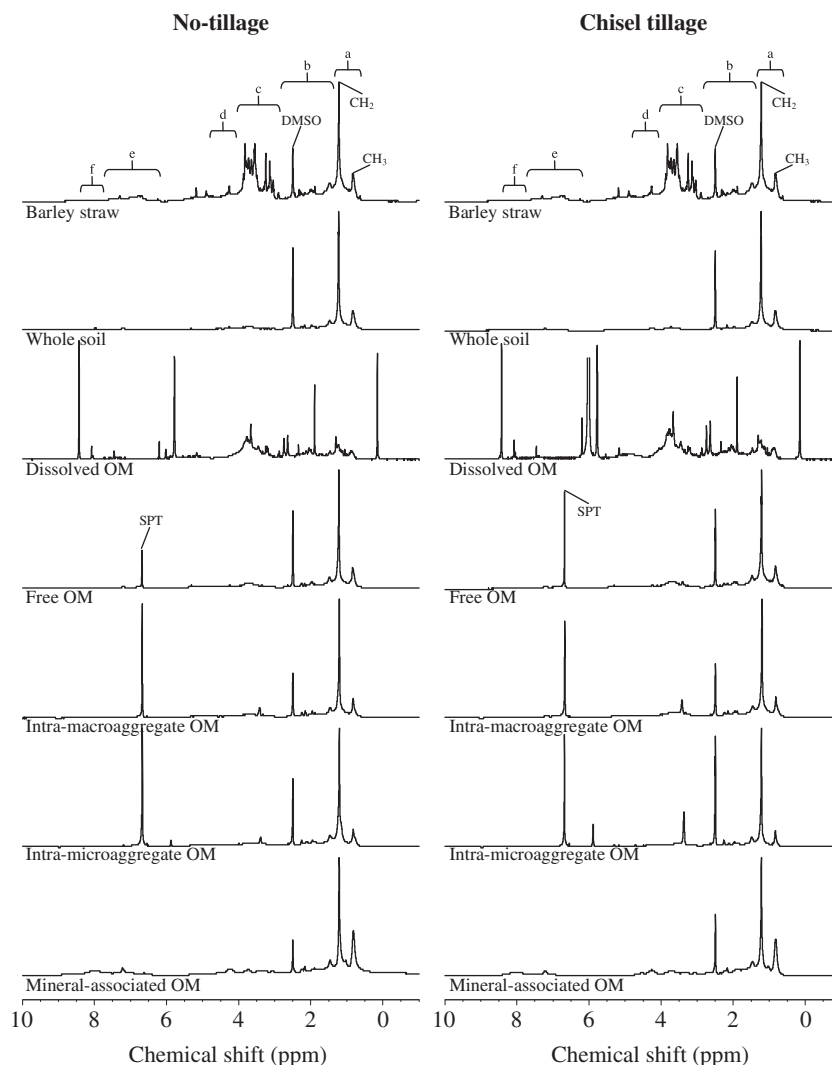 No-tillage
Chisel tillage
a
b
c
d
e
f
CH2
DMSO
CH3
Barley straw
a
b
c
d
e
f
CH2
DMSO
CH3
Barley straw
Whole soil
Whole soil
Dissolved OM
Dissolved OM
SPT
Free OM
SPT
Free OM
Intra-macroaggregate OM
Intra-macroaggregate OM
Intra-microaggregate OM
Intra-microaggregate OM
Mineral-associated OM
Mineral-associated OM
10 8 6 4 2 0
10 8 6 4 2 0
Chemical shift (ppm)
Chemical shift (ppm)